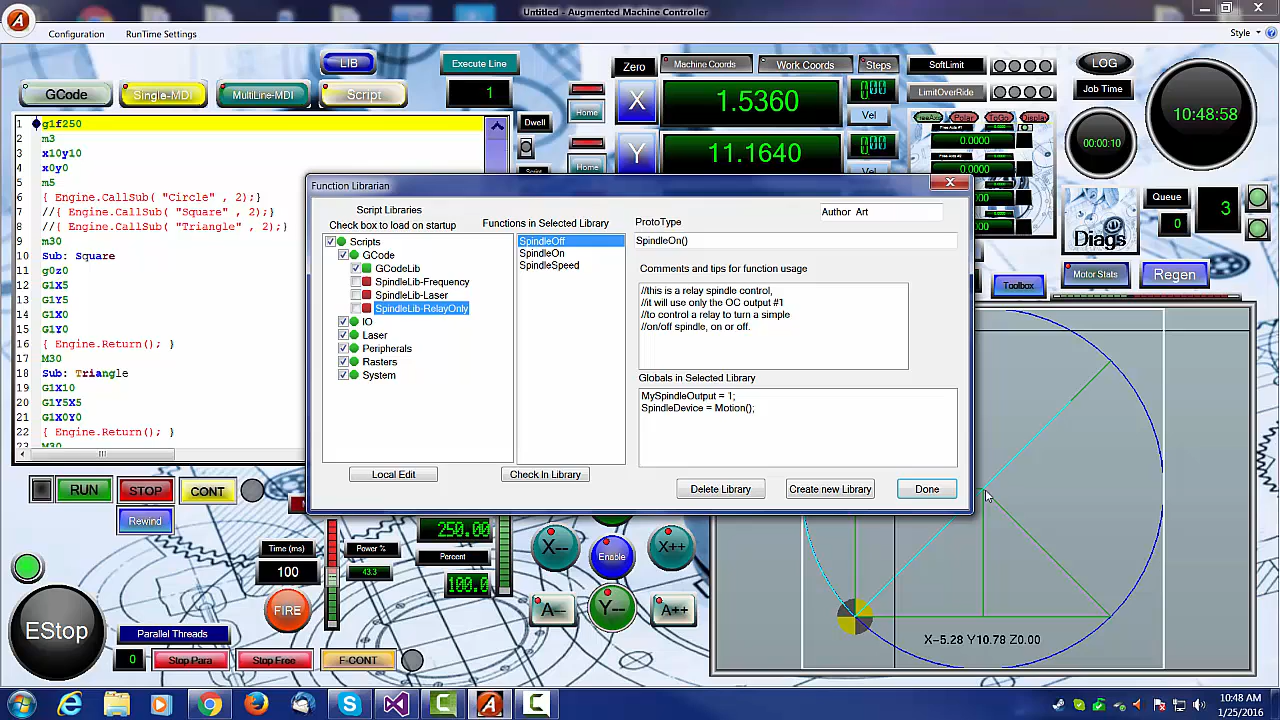 Untitled - Augmented Machine Controller
Configuration
RunTime Settings
Style
GCode
Single-MDI
MultiLine-MDI
LIB
Script
Execute Line
1
Dwell
Home
Home
Zero
Machine Coords
Work Coords
Steps
X
1.5360
Vel
Y
11.1640
SoftLimit
LimitOverRide
LOG
Job Time
10:48:58
00:00:10
0.0000
0.0000
Queue
0
3
Diags
Toolbox
Motor Stats
Regen
1 g1f250
2 m3
3 x10y10
4 x0y0
5 m5
6 { Engine.CallSub( "Circle" , 2);}
7 //{ Engine.CallSub( "Square" , 2);}
8 //{ Engine.CallSub( "Triangle" , 2);}
9 m30
10 Sub: Square
11 g0z0
12 G1X5
13 G1Y5
14 G1X0
15 G1Y0
16 { Engine.Return(); }
17 M30
18 Sub: Triangle
19 G1X10
20 G1Y5X5
21 G1X0Y0
22 { Engine.Return(); }
23 M30
Function Librarian
Script Libraries
Check box to load on startup
Scripts
GCode
GCodeLib
SpindleLib-Frequency
SpindleLib-Laser
SpindleLib-RelayOnly
IO
Laser
Peripherals
Rasters
System
Local Edit
Functions in Selected Library
SpindleOff
SpindleOn
SpindleSpeed
Check In Library
Author Art
ProtoType
SpindleOn()
Comments and tips for function usage
//this is a relay spindle control,
//it will use only the OC output #1
//to control a relay to turn a simple
//on/off spindle, on or off.
Globals in Selected Library
MySpindleOutput = 1;
SpindleDevice = Motion();
Delete Library
Create new Library
Done
RUN
STOP
CONT
Rewind
Time (ms)
100
FIRE
Power %
43.3
250.00
Percent
100.0
X--
Enable
X++
A--
Y--
A++
EStop
Parallel Threads
0
Stop Para
Stop Free
F-CONT
X-5.28 Y10.78 Z0.00
10:48 AM
1/25/2016